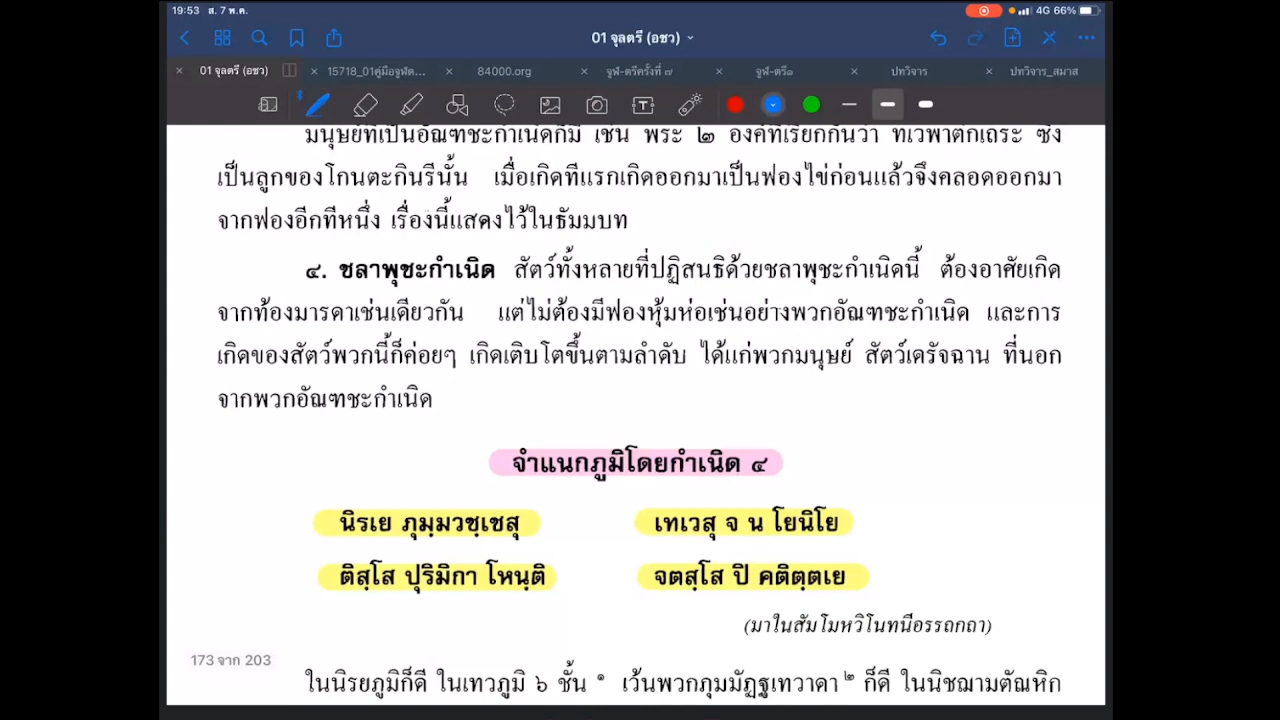 19:53 ส. 7 พ.ค.
4G 66%
01 จุลตรี (อชว)
01 จุลตรี (อชว)
15718_01คู่มือจูฬต...
84000.org
จูฬ-ตรีครั้งที่ ๗
จูฬ-ตรี๑
ปทวิจาร
ปทวิจาร_สมาส
มนุษย์ที่เป็นอัณฑชะกำเนิดก็มี เช่น พระ ๒ องค์ที่เรียกกันว่า ทเวพาติกเถระ ซึ่ง
เป็นลูกของโกนตะกินรีนั้น เมื่อเกิดทีแรกเกิดออกมาเป็นฟองไข่ก่อนแล้วจึงคลอดออกมา
จากฟองอีกทีหนึ่ง เรื่องนี้แสดงไว้ในธัมมบท
๔. ชลาพุชะกำเนิด สัตว์ทั้งหลายที่ปฏิสนธิด้วยชลาพุชะกำเนิดนี้ ต้องอาศัยเกิด
จากท้องมารดาเช่นเดียวกัน แต่ไม่ต้องมีฟองหุ้มห่อเช่นอย่างพวกอัณฑชะกำเนิด และการ
เกิดของสัตว์พวกนี้ก็ค่อยๆ เกิดเติบโตขึ้นตามลำดับ ได้แก่พวกมนุษย์ สัตว์เดรัจฉาน ที่นอก
จากพวกอัณฑชะกำเนิด
จำแนกภูมิโดยกำเนิด ๔
นิรเย ภุมฺมวชฺเชสุ เทเวสุ จ น โยนิโย
ติสฺโส ปุริมิกา โหนฺติ จตสฺโส ปิ คติตฺตเย
(มาในสัมโมหวิโนทนีอรรถกถา)
173 จาก 203
ในนิรยภูมิก็ดี ในเทวภูมิ ๖ ชั้น ๑ เว้นพวกภุมมัฏฐเทวาดา ๒ ก็ดี ในนิชฌามตัณหิก